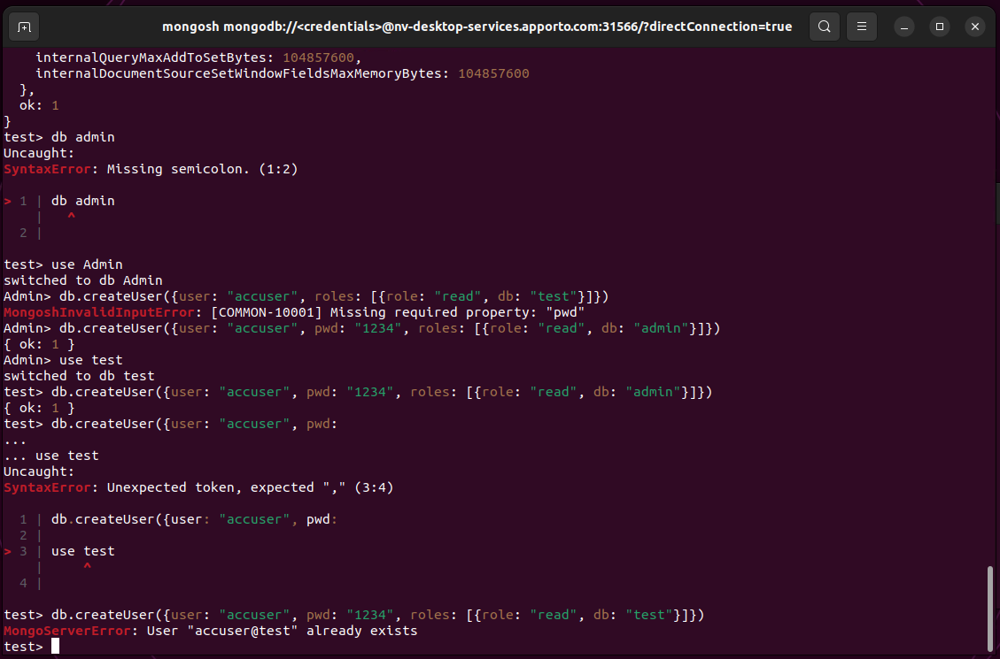 mongosh mongodb://<credentials>@nv-desktop-services.apporto.com:31566/?directConnection=true
    internalQueryMaxAddToSetBytes: 104857600,
    internalDocumentSourceSetWindowFieldsMaxMemoryBytes: 104857600
  },
  ok: 1
}
test> db admin
Uncaught:
SyntaxError: Missing semicolon. (1:2)

> 1 | db admin
    |   ^
  2 |

test> use Admin
switched to db Admin
Admin> db.createUser({user: "accuser", roles: [{role: "read", db: "test"}]})
MongoshInvalidInputError: [COMMON-10001] Missing required property: "pwd"
Admin> db.createUser({user: "accuser", pwd: "1234", roles: [{role: "read", db: "admin"}]})
{ ok: 1 }
Admin> use test
switched to db test
test> db.createUser({user: "accuser", pwd: "1234", roles: [{role: "read", db: "admin"}]})
{ ok: 1 }
test> db.createUser({user: "accuser", pwd:
...
... use test
Uncaught:
SyntaxError: Unexpected token, expected "," (3:4)

  1 | db.createUser({user: "accuser", pwd:
  2 |
> 3 | use test
    |     ^
  4 |

test> db.createUser({user: "accuser", pwd: "1234", roles: [{role: "read", db: "test"}]})
MongoServerError: User "accuser@test" already exists
test>